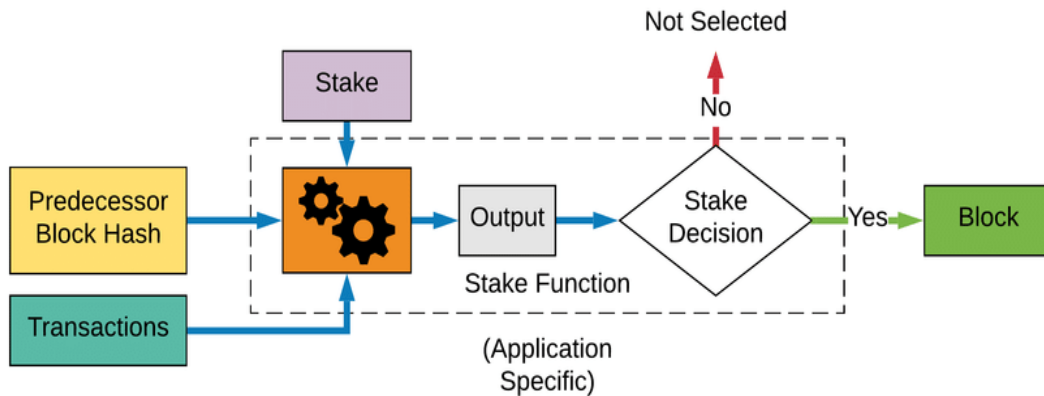 Not Selected
Stake
No
Predecessor
Block Hash
Output
Stake
Decision
Yes
Block
Stake Function
Transactions
(Application
Specific)